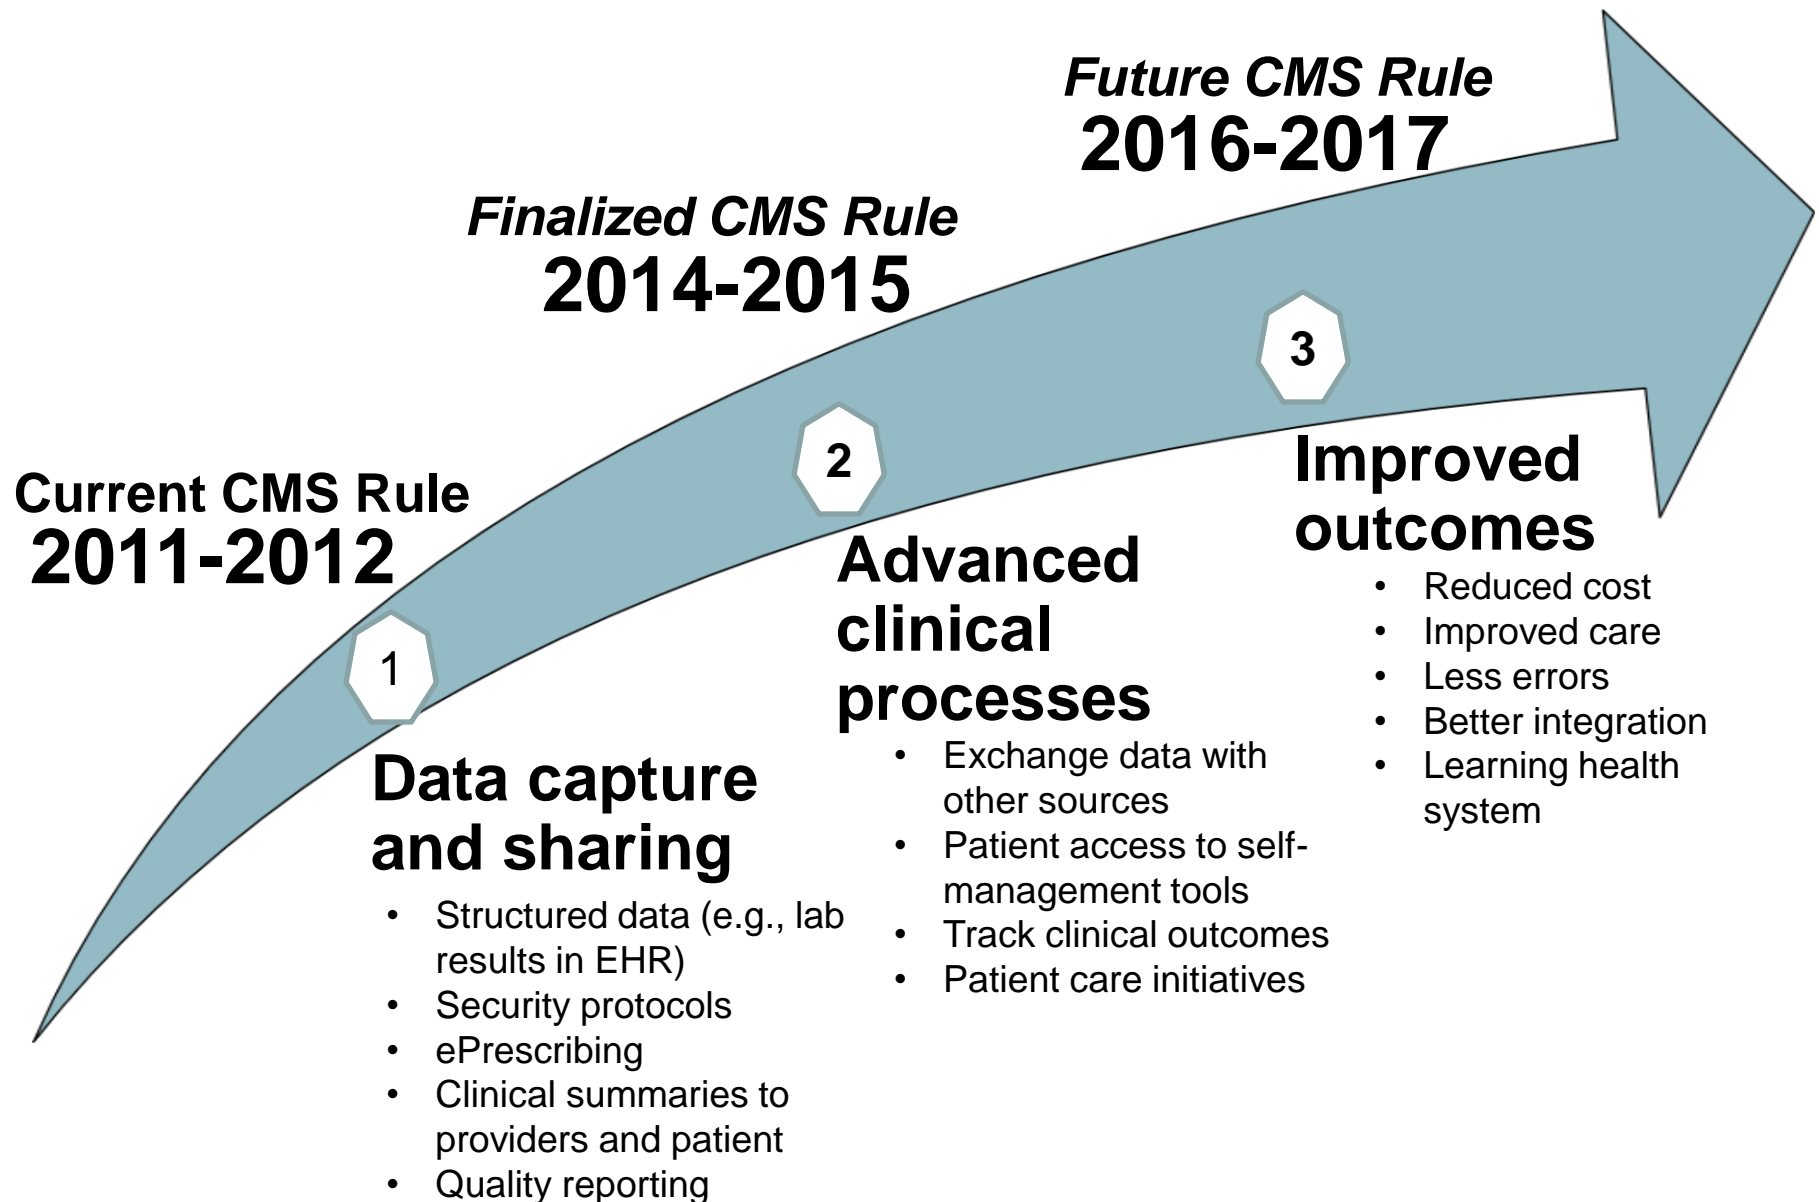 Current CMS Rule
2011-2012
1
Data capture
and sharing
• Structured data (e.g., lab
results in EHR)
• Security protocols
• ePrescribing
• Clinical summaries to
providers and patient
• Quality reporting
Finalized CMS Rule
2014-2015
2
Advanced
clinical
processes
• Exchange data with
other sources
• Patient access to self-
management tools
• Track clinical outcomes
• Patient care initiatives
Future CMS Rule
2016-2017
3
Improved
outcomes
• Reduced cost
• Improved care
• Less errors
• Better integration
• Learning health
system